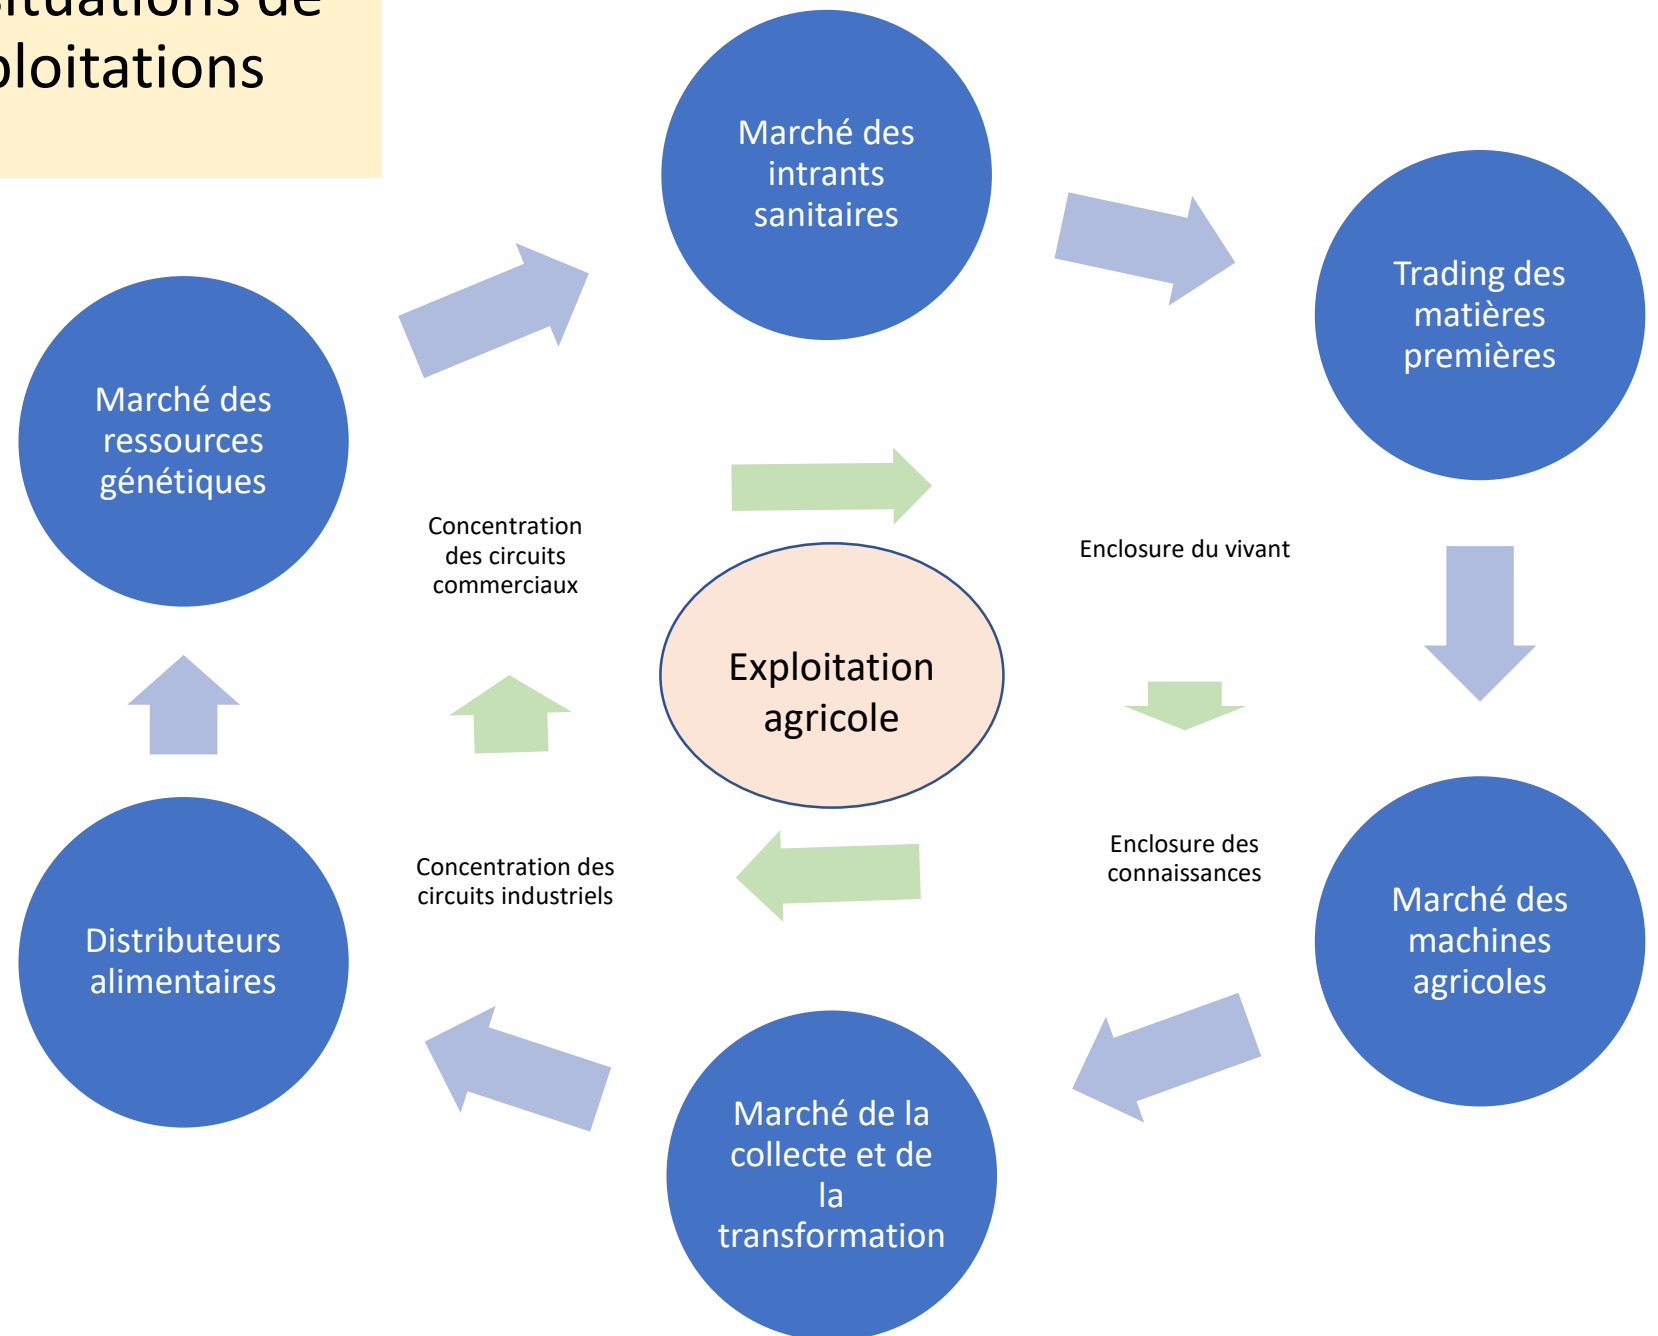 situations de
ploitations
Marché des
intrants
sanitaires
Trading des
matières
premières
Marché des
ressources
génétiques
Concentration
des circuits
commerciaux
Enclosure du vivant
Exploitation
agricole
Enclosure des
connaissances
Concentration des
circuits industriels
Marché des
machines
agricoles
Distributeurs
alimentaires
Marché de la
collecte et de
la
transformation